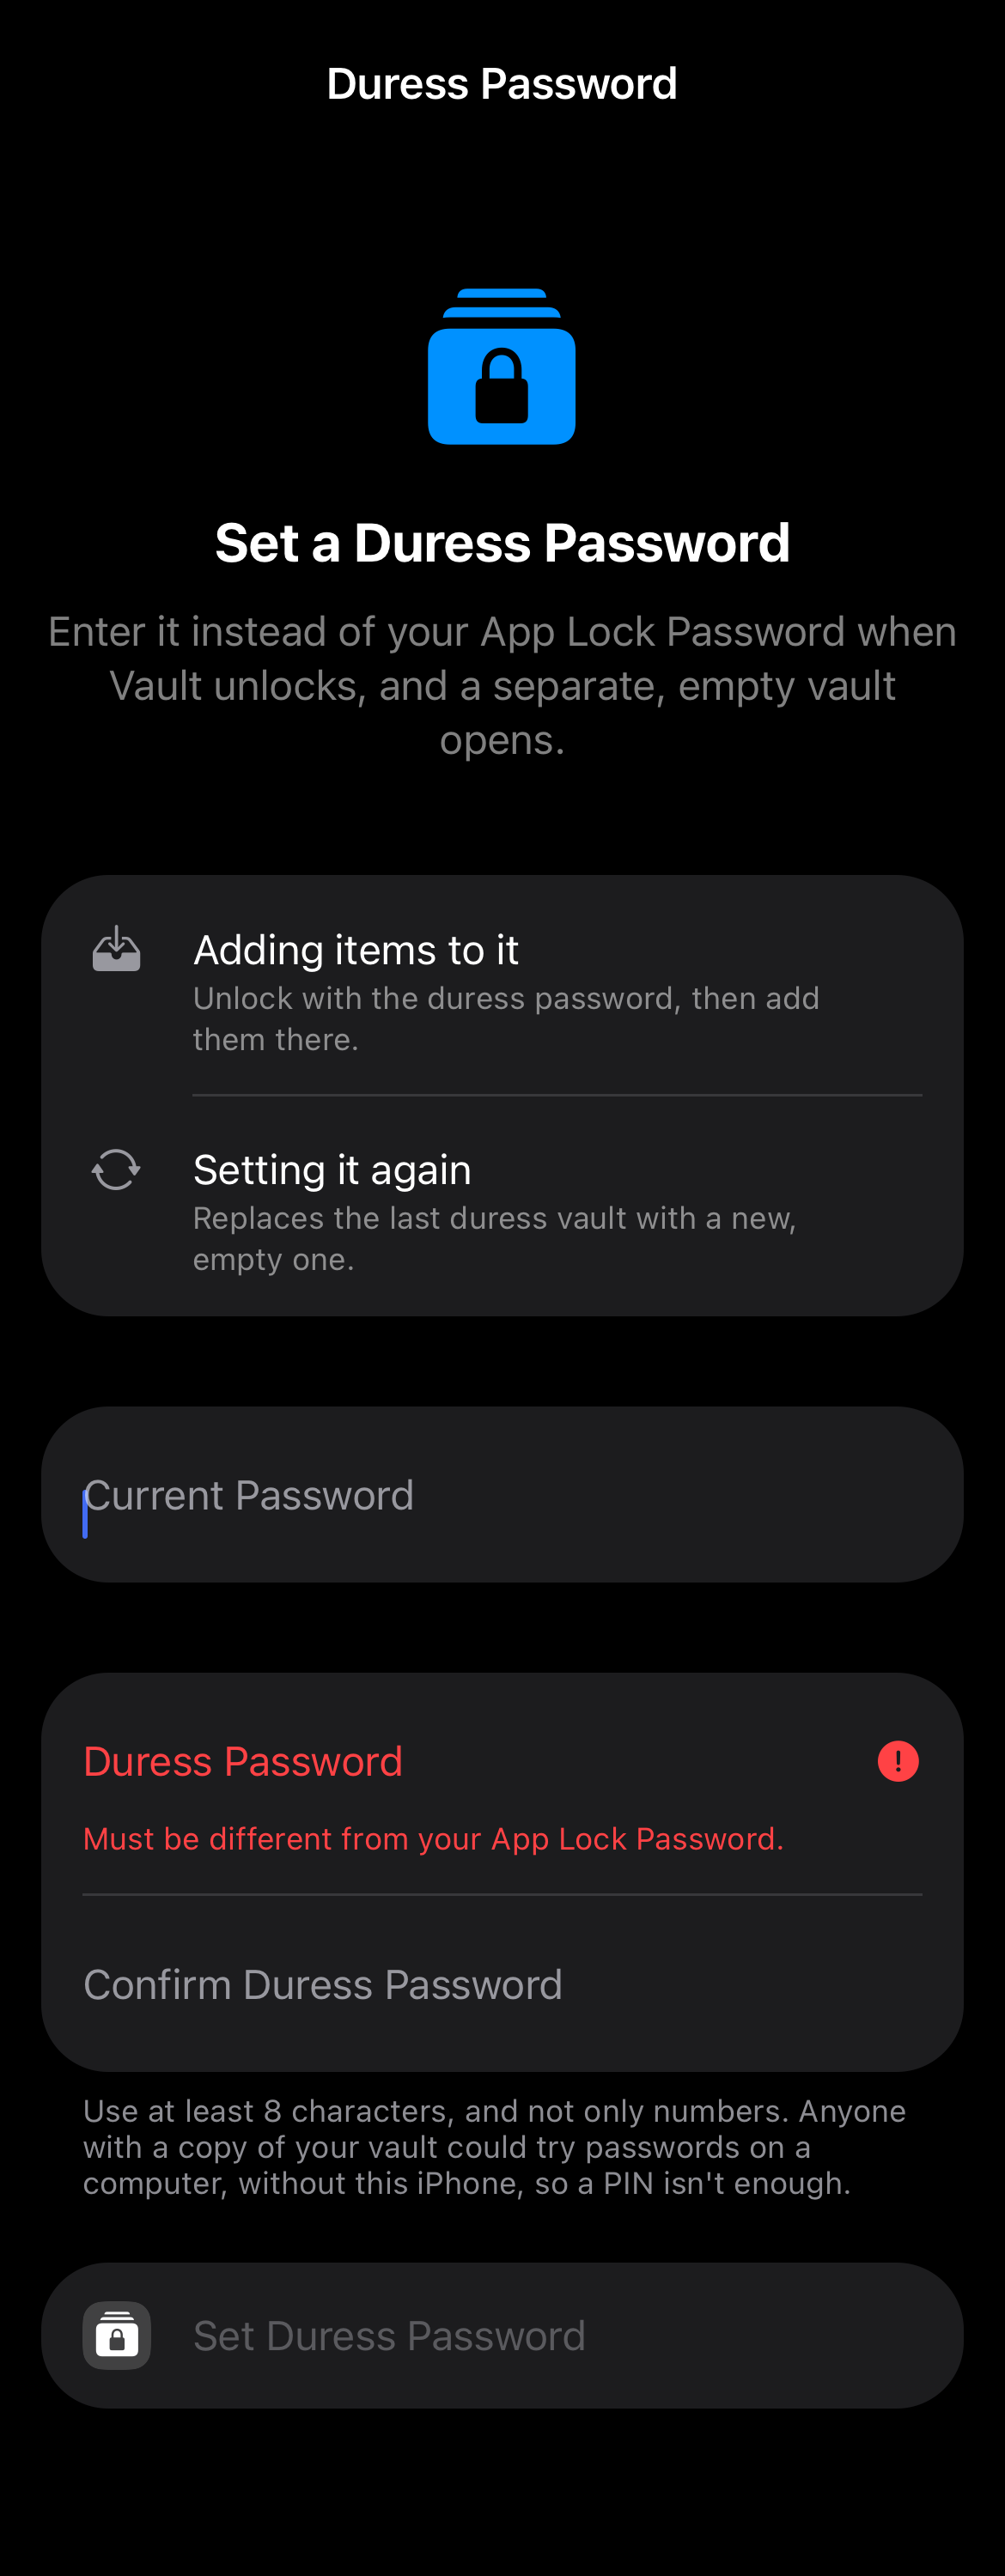 Duress Password
Set a Duress Password
Enter it instead of your App Lock Password when
Vault unlocks, and a separate, empty vault
opens.
Adding items to it
Unlock with the duress password, then add
them there.
Setting it again
Replaces the last duress vault with a new,
empty one.
Current Password
Duress Password
!
Must be different from your App Lock Password.
Confirm Duress Password
Use at least 8 characters, and not only numbers. Anyone
with a copy of your vault could try passwords on a
computer, without this iPhone, so a PIN isn't enough.
Set Duress Password